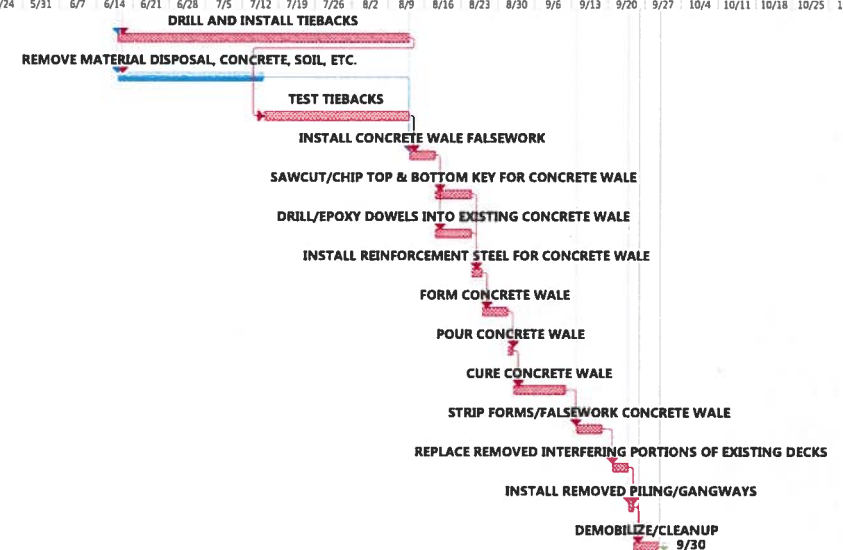 /24 5/31 6/7 6/14 6/21 6/28 7/5 7/12 7/19 7/26 8/2 8/9 8/16 8/23 8/30 9/6 9/13 9/20 9/27 10/4 10/11 10/18 10/25 1
DRILL AND INSTALL TIEBACKS
REMOVE MATERIAL DISPOSAL, CONCRETE, SOIL, ETC.
TEST TIEBACKS
INSTALL CONCRETE WALE FALSEWORK
SAWCUT/CHIP TOP & BOTTOM KEY FOR CONCRETE WALE
DRILL/EPOXY DOWELS INTO EXISTING CONCRETE WALE
INSTALL REINFORCEMENT STEEL FOR CONCRETE WALE
FORM CONCRETE WALE
POUR CONCRETE WALE
CURE CONCRETE WALE
STRIP FORMS/FALSEWORK CONCRETE WALE
REPLACE REMOVED INTERFERING PORTIONS OF EXISTING DECKS
INSTALL REMOVED PILING/GANGWAYS
DEMOBILIZE/CLEANUP
9/30